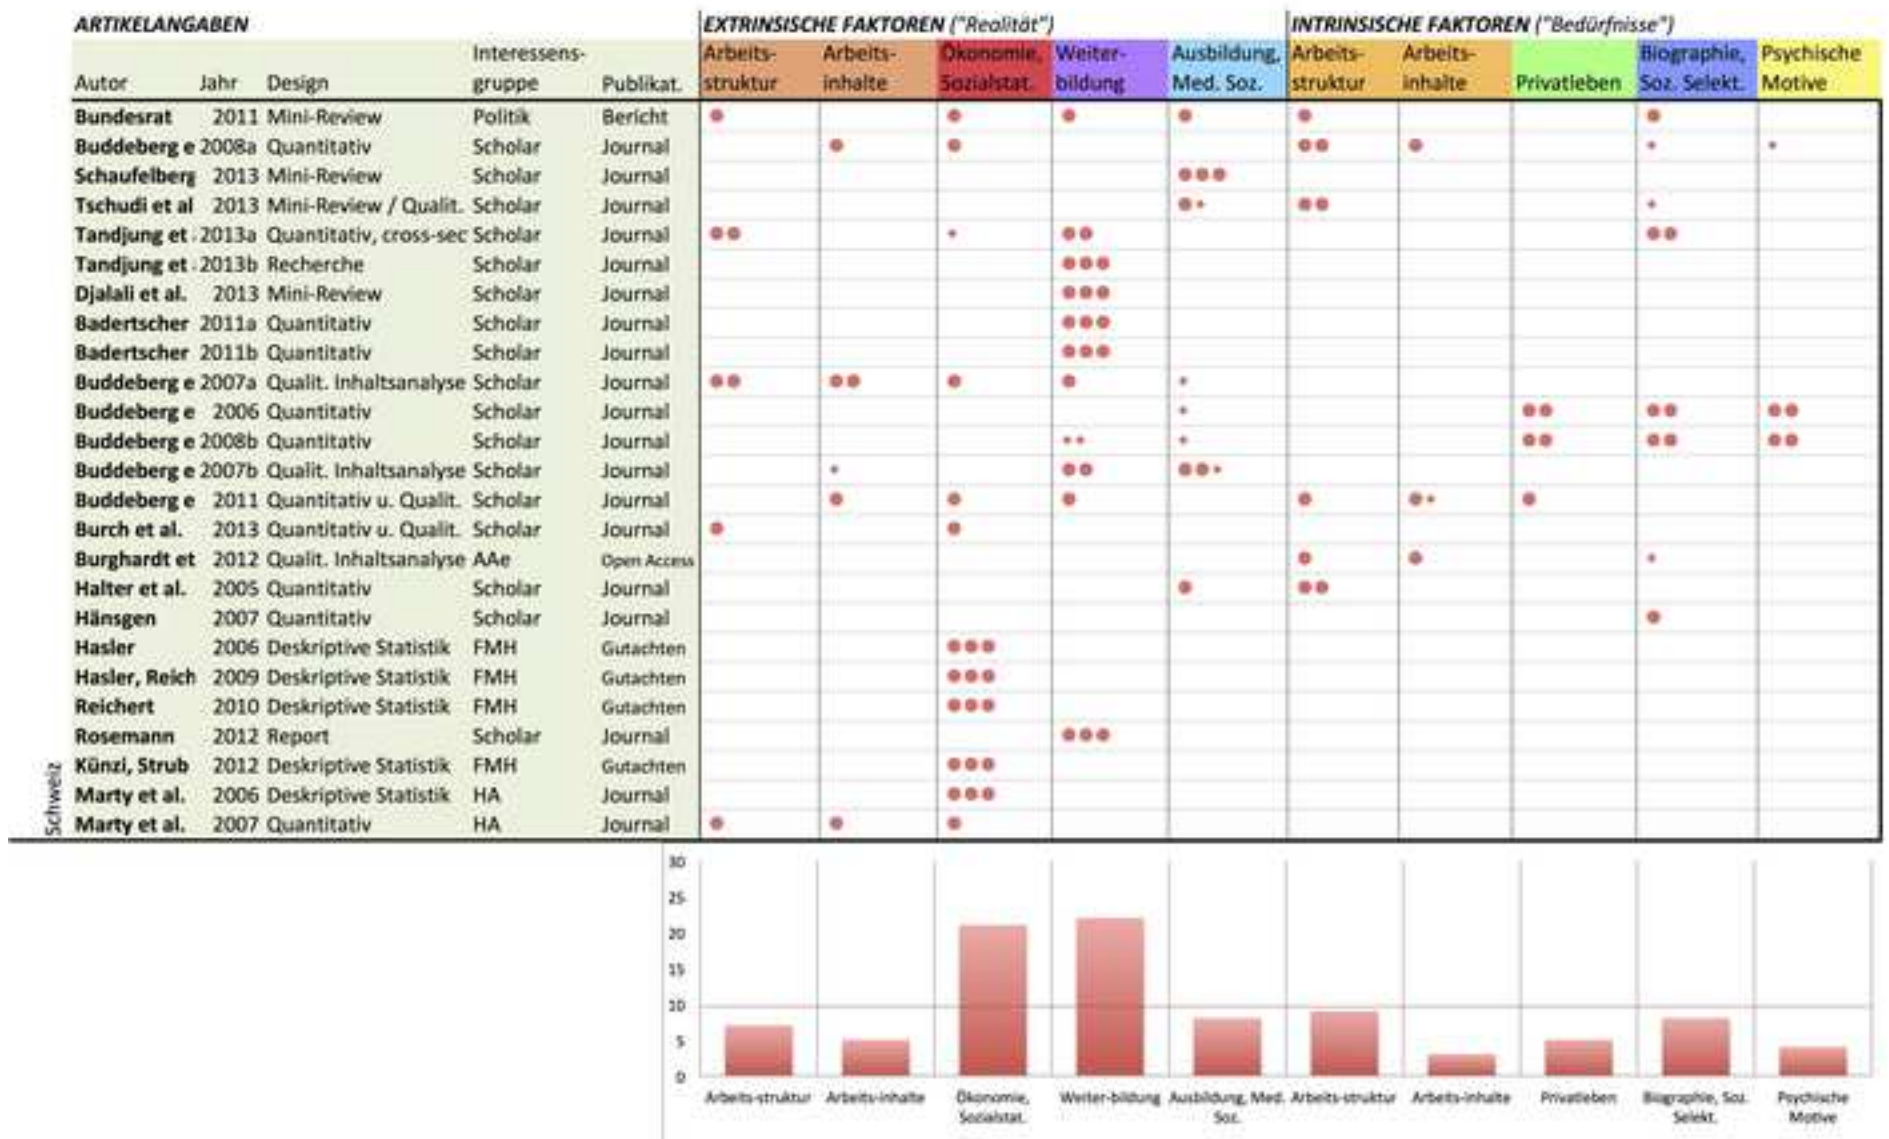 ARTIKELANGABEN EXTRINSISCHE FAKTOREN ("Realität") INTRINSISCHE FAKTOREN ("Bedürfnisse")
Interessens- Arbeits- Arbeits- Ökonomie, Weiter- Ausbildung, Arbeits- Arbeits- Biographie, Psychische
Autor Jahr Design gruppe Publikat. struktur inhalte Sozialstat. bildung Med. Soz. struktur inhalte Privatleben Soz. Selekt. Motive
Bundesrat 2011 Mini-Review Politik Bericht
Buddeberg e 2008a Quantitativ Scholar Journal
Schaufelberg 2013 Mini-Review Scholar Journal
Tschudi et al 2013 Mini-Review / Qualit. Scholar Journal
Tandjung et . 2013a Quantitativ, cross-sec Scholar Journal
Tandjung et . 2013b Recherche Scholar Journal
Djalali et al. 2013 Mini-Review Scholar Journal
Badertscher 2011a Quantitativ Scholar Journal
Badertscher 2011b Quantitativ Scholar Journal
Buddeberg e 2007a Qualit. Inhaltsanalyse Scholar Journal
Buddeberg e 2006 Quantitativ Scholar Journal
Buddeberg e 2008b Quantitativ Scholar Journal
Buddeberg e 2007b Qualit. Inhaltsanalyse Scholar Journal
Buddeberg e 2011 Quantitativ u. Qualit. Scholar Journal
Burch et al. 2013 Quantitativ u. Qualit. Scholar Journal
Burghardt et 2012 Qualit. Inhaltsanalyse AAe Open Access
Halter et al. 2005 Quantitativ Scholar Journal
Hänsgen 2007 Quantitativ Scholar Journal
Hasler 2006 Deskriptive Statistik FMH Gutachten
Hasler, Reich 2009 Deskriptive Statistik FMH Gutachten
Reichert 2010 Deskriptive Statistik FMH Gutachten
Rosemann 2012 Report Scholar Journal
Künzi, Strub 2012 Deskriptive Statistik FMH Gutachten
Marty et al. 2006 Deskriptive Statistik HA Journal
Marty et al. 2007 Quantitativ HA Journal
Schweiz
30
25
20
15
10
5
0
Arbeits-struktur Arbeits-inhalte Ökonomie, Weiter-bildung Ausbildung, Med. Arbeits-struktur Arbeits-inhalte Privatleben Biographie, Soz. Psychische
Sozialstat. Soz. Selekt. Motive